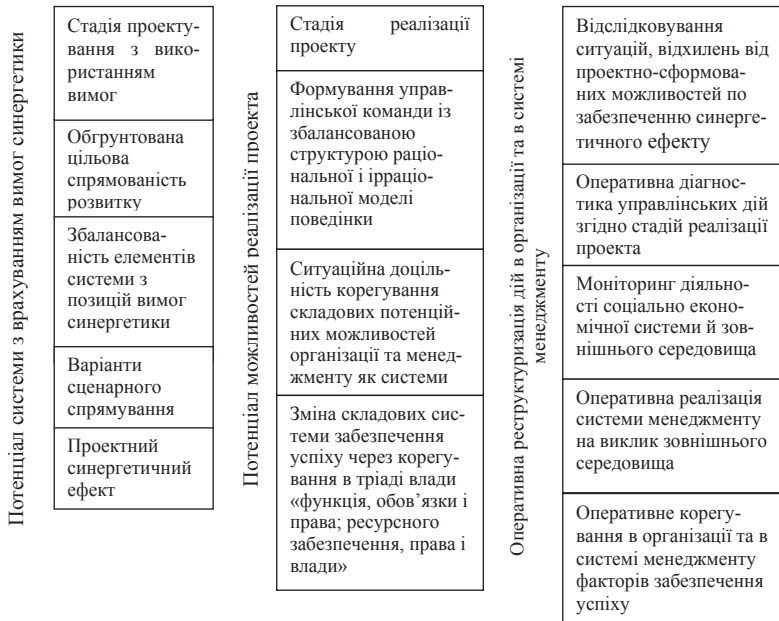 Потенціал системи з врахуванням вимог синергетики
Стадія проекту-
вання з вико-
ристанням
вимог
Обгрунтована
цільова
спрямованість
розвитку
Збалансова-
ність елементів
системи з
позицій вимог
синергетики
Варіанти
сценарного
спрямування
Проектний
синергетичний
ефект
Потенціал можливостей реалізації проекта
Стадія реалізації
проекту
Формування управ-
лінської команди із
збалансованою
структурою раціо-
нальної і ірраціо-
нальної моделі
поведінки
Ситуаційна доціль-
ність корегування
складових потенцій-
них можливостей
організації та менед-
жменту як системи
Зміна складових сис-
теми забезпечення
успіху через корегу-
вання в тріаді влади
«функція, обов’язки і
права; ресурсного
забезпечення, права і
влади»
Оперативна реструктуризація дій в організації та в системі
менеджменту
Відслідковування
ситуацій, відхилень від
проектно-сформова-
них можливостей по
забезпеченню синерге-
тичного ефекту
Оперативна діагнос-
тика управлінських дій
згідно стадій реалізації
проекта
Моніторинг діяльно-
сті соціально еконо-
мічної системи й зов-
нішнього середовища
Оперативна реалізація
системи менеджменту
на виклик зовнішнього
середовища
Оперативне корегу-
вання в організації та в
системі менеджменту
факторів забезпечення
успіху